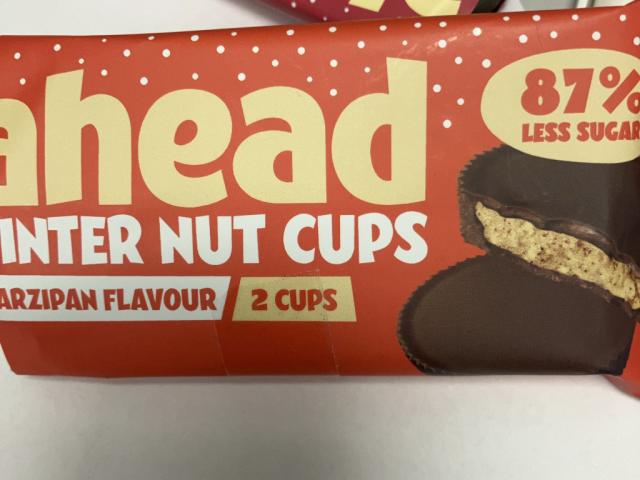 ahead
INTER NUT CUPS
ARZIPAN FLAVOUR 2 CUPS
87%
LESS SUGAR